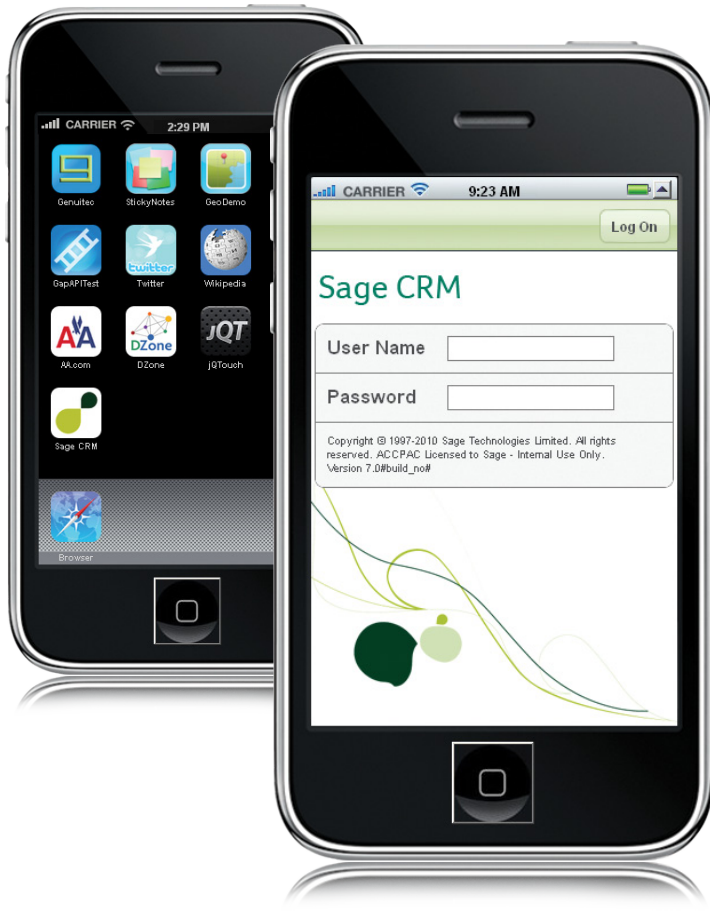 CARRIER 2:29 PM
Genuitec StickyNotes GeoDemo
twitter
GapAPITest Twitter Wikipedia
AA DZone jQT
AA.com DZone jQTouch
Sage CRM
Browser
CARRIER 9:23 AM
Log On
Sage CRM
User Name
Password
Copyright © 1997-2010 Sage Technologies Limited. All rights
reserved. ACCPAC Licensed to Sage - Internal Use Only.
Version 7.0#build_no#